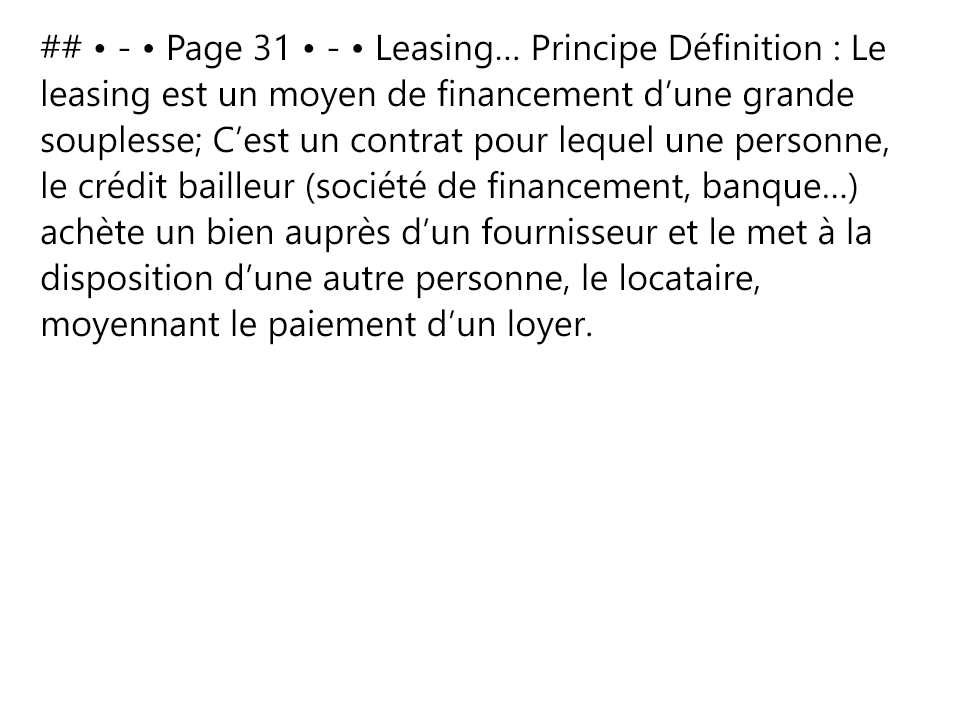 ## • - • Page 31 • - • Leasing… Principe Définition : Le
leasing est un moyen de financement d’une grande
souplesse; C’est un contrat pour lequel une personne,
le crédit bailleur (société de financement, banque…)
achète un bien auprès d’un fournisseur et le met à la
disposition d’une autre personne, le locataire,
moyennant le paiement d’un loyer.